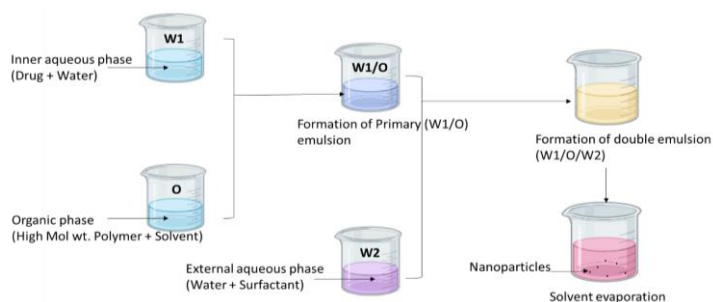 W1
Inner aqueous phase
(Drug + Water)
W1/O
Formation of Primary (W1/O)
emulsion
Formation of double emulsion
(W1/O/W2)
O
Organic phase
(High Mol wt. Polymer + Solvent)
W2
External aqueous phase
(Water + Surfactant)
Nanoparticles
Solvent evaporation